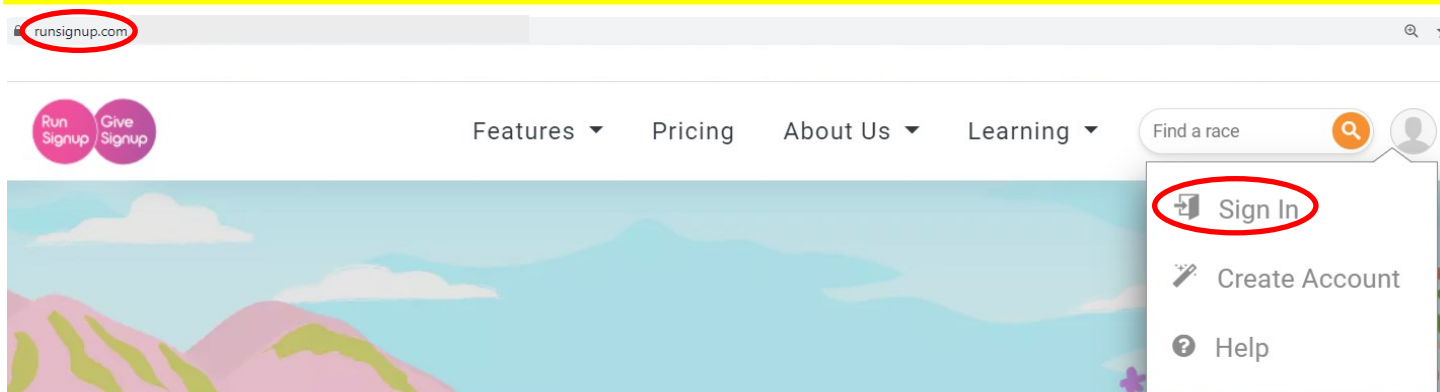 runsignup.com
Run Signup
Give Signup
Features
Pricing
About Us
Learning
Find a race
Sign In
Create Account
Help